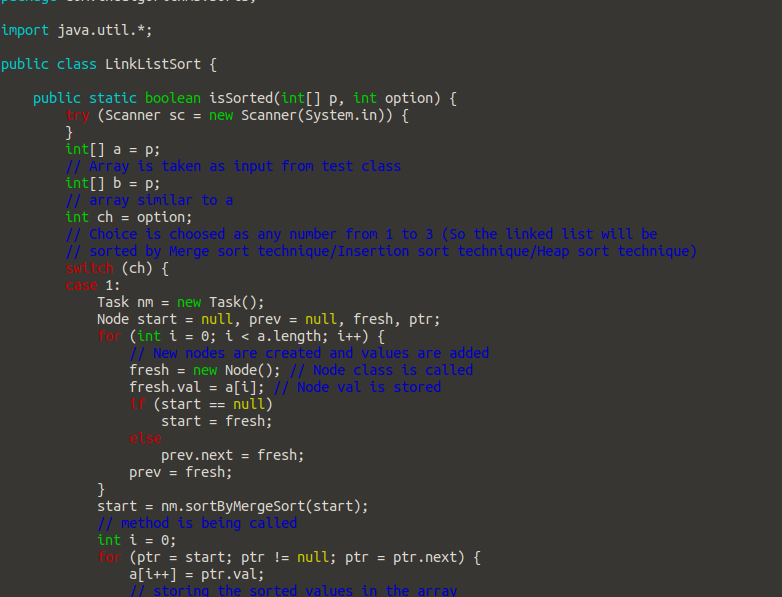 import java.util.*;
public class LinkListSort {
public static boolean isSorted(int[] p, int option) {
try (Scanner sc = new Scanner(System.in)) {
}
int[] a = p;
// Array is taken as input from test class
int[] b = p;
// array similar to a
int ch = option;
// Choice is choosed as any number from 1 to 3 (So the linked list will be
// sorted by Merge sort technique/Insertion sort technique/Heap sort technique)
switch (ch) {
case 1:
Task nm = new Task();
Node start = null, prev = null, fresh, ptr;
for (int i = 0; i < a.length; i++) {
// New nodes are created and values are added
fresh = new Node(); // Node class is called
fresh.val = a[i]; // Node val is stored
if (start == null)
start = fresh;
else
prev.next = fresh;
prev = fresh;
}
start = nm.sortByMergeSort(start);
// method is being called
int i = 0;
for (ptr = start; ptr != null; ptr = ptr.next) {
a[i++] = ptr.val;
// storing the sorted values in the array